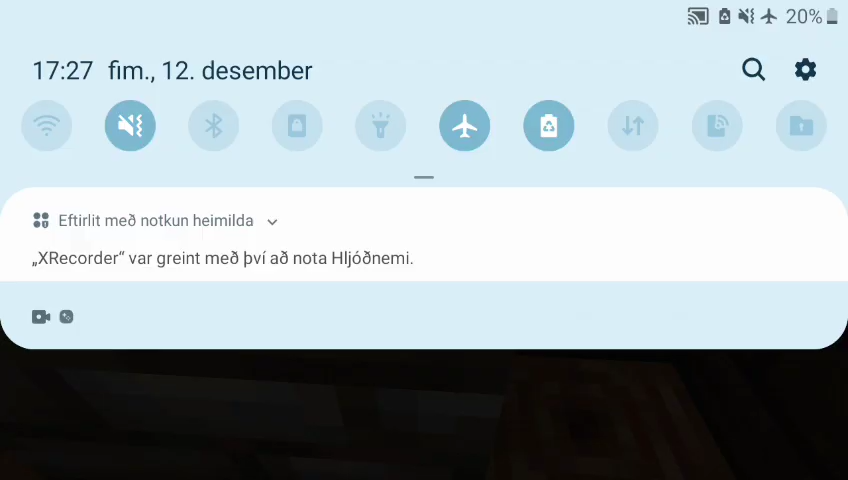 20%
17:27 fim., 12. desember
Eftirlit með notkun heimilda
„XRecorder“ var greint með því að nota Hljóðnemi.